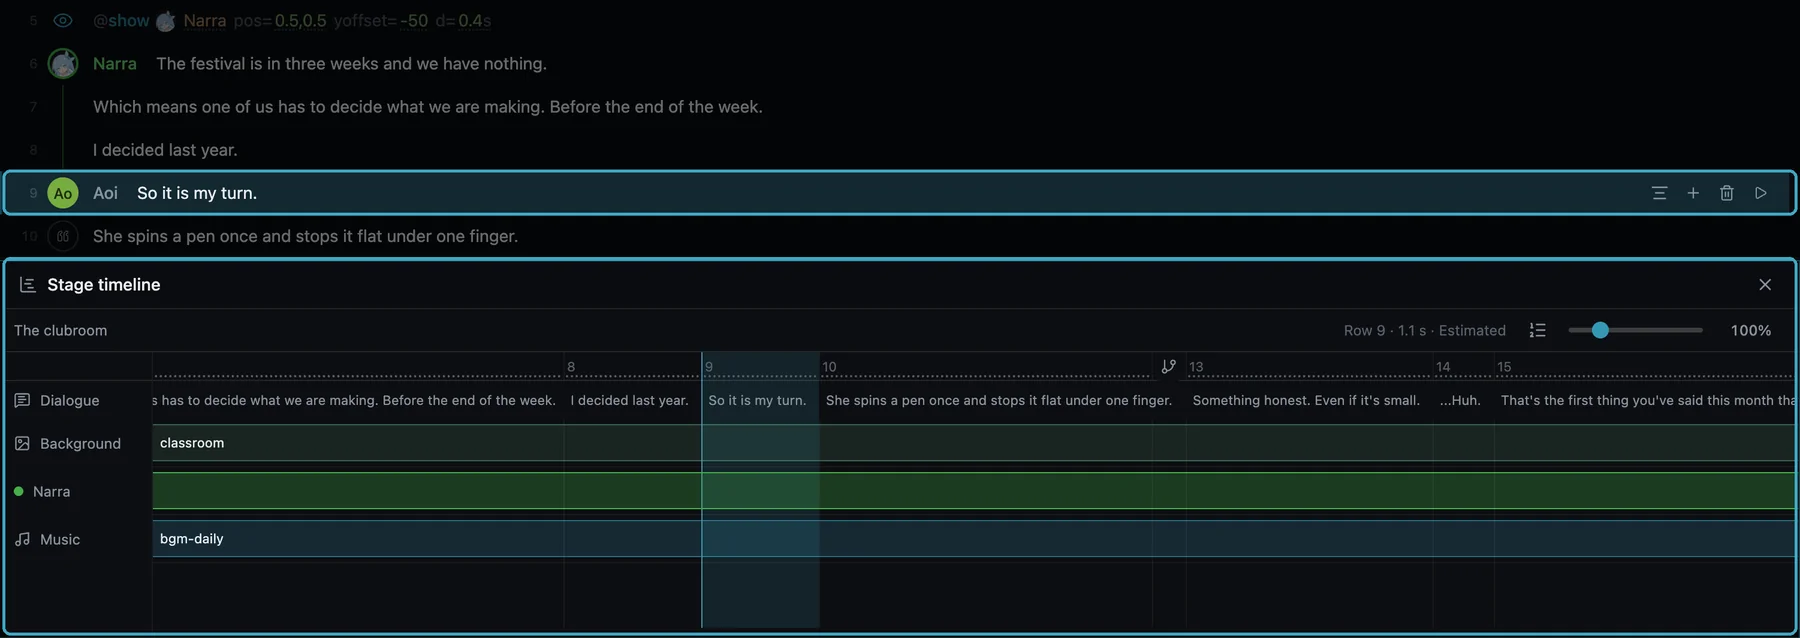 5 @show Narra pos=0.5,0.5 yoffset=-50 d=0.4s
6 Narra The festival is in three weeks and we have nothing.
7 Which means one of us has to decide what we are making. Before the end of the week.
8 I decided last year.
9 Ao Aoi So it is my turn.
10 She spins a pen once and stops it flat under one finger.
Stage timeline
The clubroom Row 9 · 1.1 s · Estimated 100%
8 9 10 13 14 15
Dialogue s has to decide what we are making. Before the end of the week. I decided last year. So it is my turn. She spins a pen once and stops it flat under one finger. Something honest. Even if it's small. ...Huh. That's the first thing you've said this month tha
Background classroom
Narra
Music bgm-daily